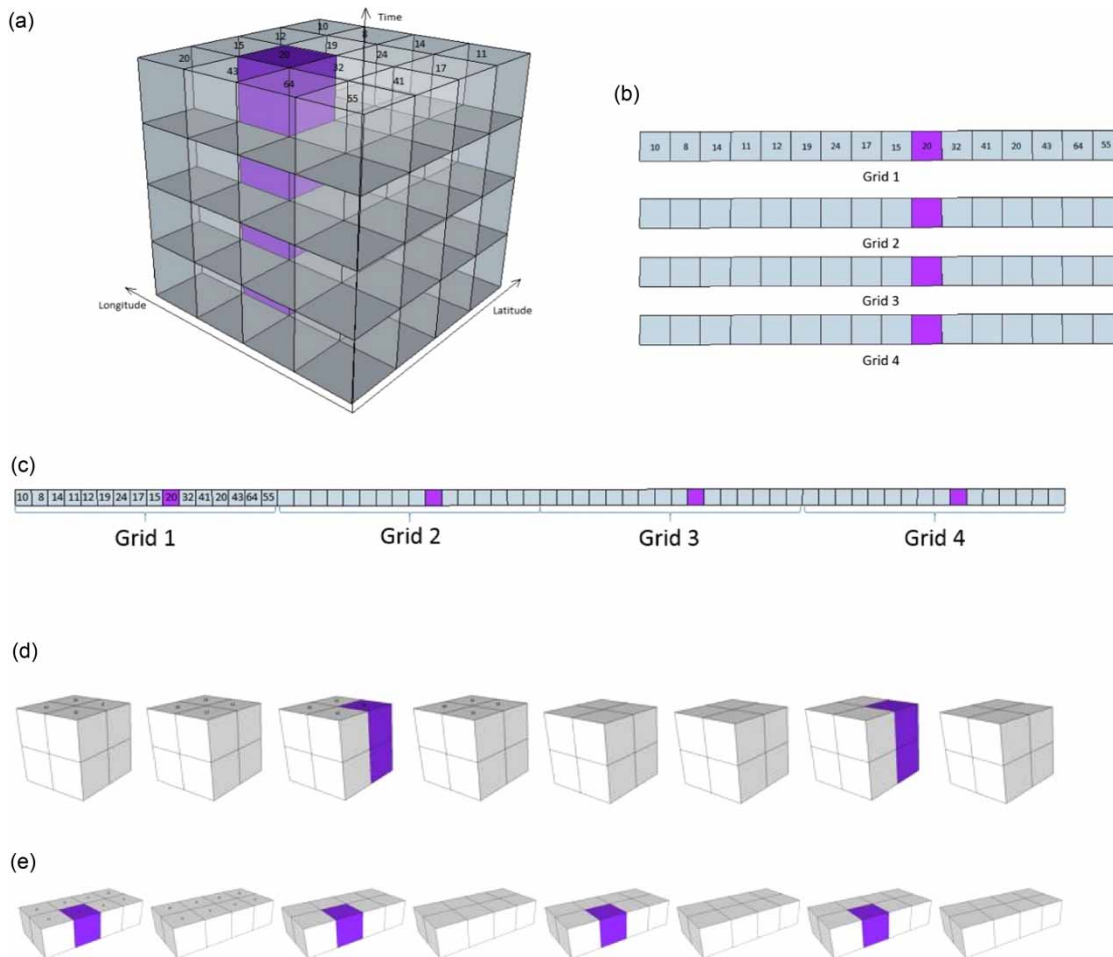 (a)
Time
10 8
12 14
15 19 11
20 20 24
43 32 17
64 41
55
Longitude
Latitude
(b)
10 8 14 11 12 19 24 17 15 20 32 41 20 43 64 55
Grid 1
Grid 2
Grid 3
Grid 4
(c)
10 8 14 11 12 19 24 17 15 20 32 41 20 43 64 55
Grid 1 Grid 2 Grid 3 Grid 4
(d)
(e)